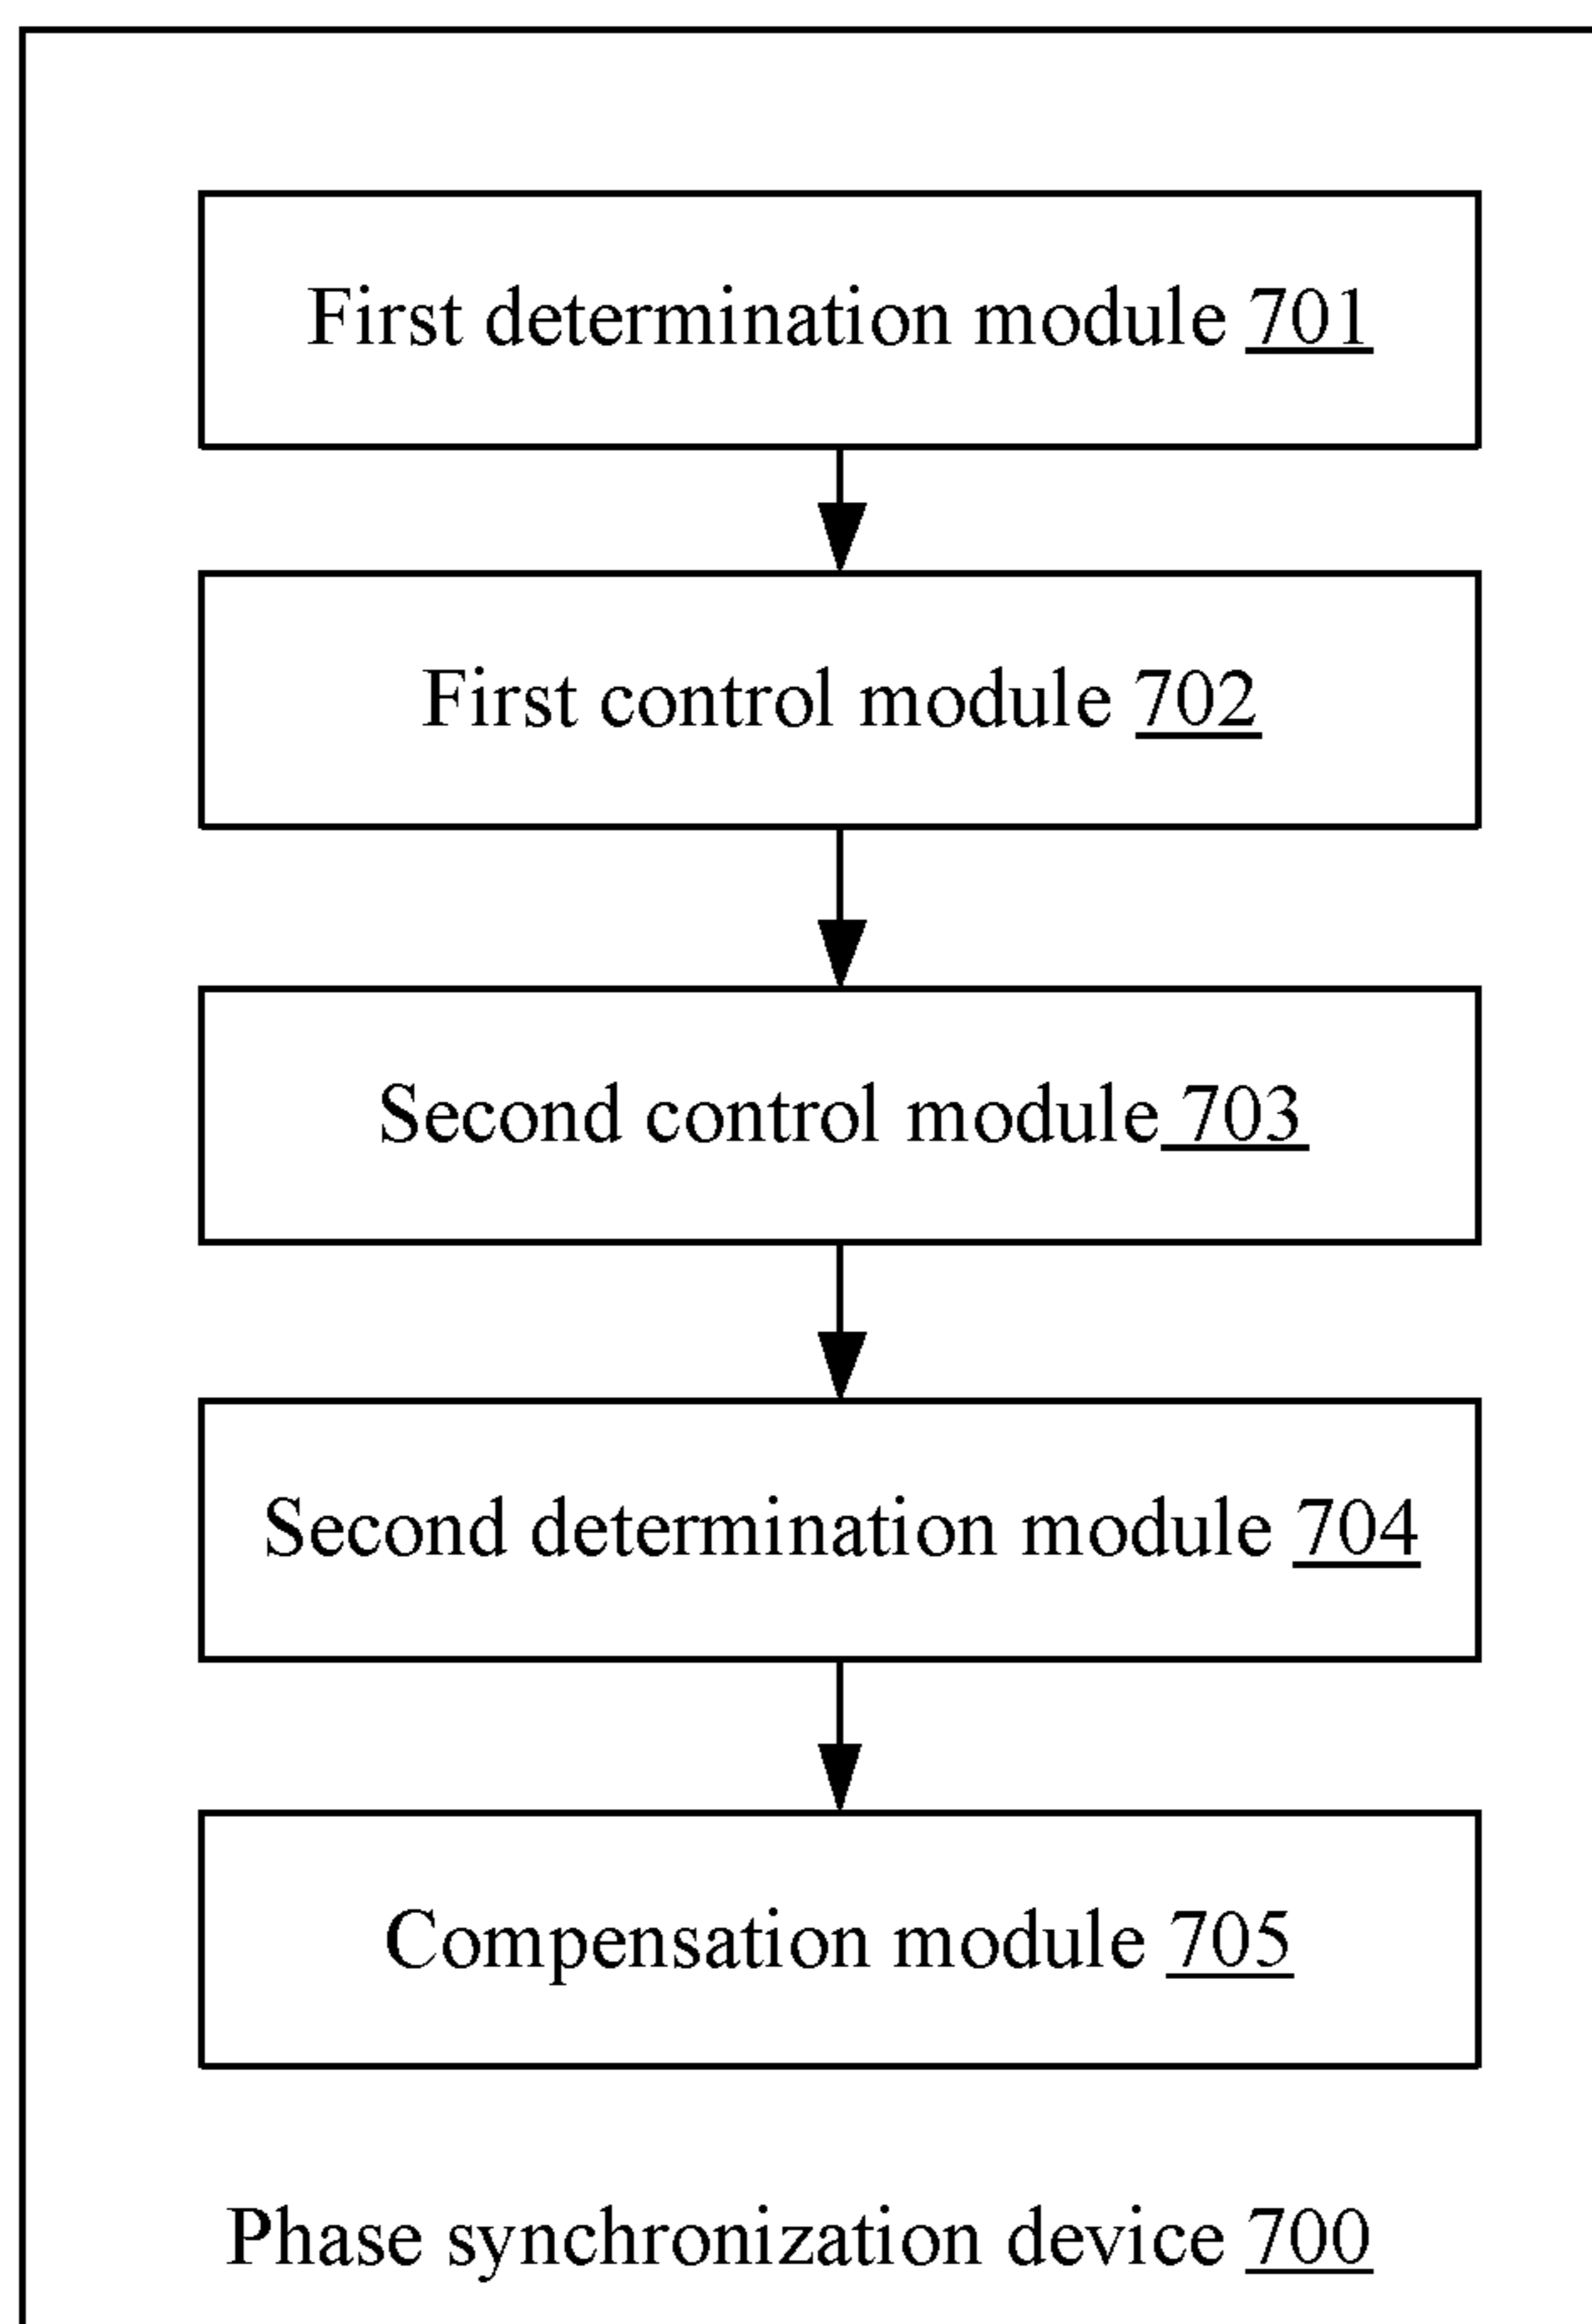 First determination module 701
First control module 702
Second control module 703
Second determination module 704
Compensation module 705
Phase synchronization device 700